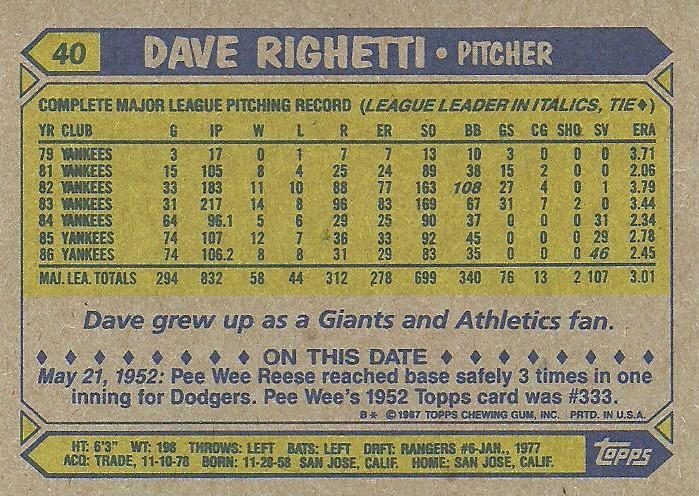 40 DAVE RIGHETTI • PITCHER
COMPLETE MAJOR LEAGUE PITCHING RECORD (LEAGUE LEADER IN ITALICS, TIE♦)
YR CLUB G IP W L R ER SO BB GS CG SHO SV ERA
79 YANKEES 3 17 0 1 7 7 13 10 3 0 0 0 3.71
81 YANKEES 15 105 8 4 25 24 89 38 15 2 0 0 2.06
82 YANKEES 33 183 11 10 88 77 163 108 27 4 0 1 3.79
83 YANKEES 31 217 14 8 96 83 169 67 31 7 2 0 3.44
84 YANKEES 64 96.1 5 6 29 25 90 37 0 0 0 31 2.34
85 YANKEES 74 107 12 7 36 33 92 45 0 0 0 29 2.78
86 YANKEES 74 106.2 8 8 31 29 83 35 0 0 0 46 2.45
MAJ. LEA. TOTALS 294 832 58 44 312 278 699 340 76 13 2 107 3.01
Dave grew up as a Giants and Athletics fan.
♦ ♦ ♦ ♦ ♦ ♦ ♦ ♦ ON THIS DATE ♦ ♦ ♦ ♦ ♦ ♦ ♦ ♦
May 21, 1952: Pee Wee Reese reached base safely 3 times in one
inning for Dodgers. Pee Wee's 1952 Topps card was #333.
B* ©1987 TOPPS CHEWING GUM, INC. PRTD. IN U.S.A.
HT: 6'3" WT: 198 THROWS: LEFT BATS: LEFT DRFT: RANGERS #6-JAN., 1977
ACQ: TRADE, 11-10-78 BORN: 11-28-58 SAN JOSE, CALIF. HOME: SAN JOSE, CALIF.
TOPPS